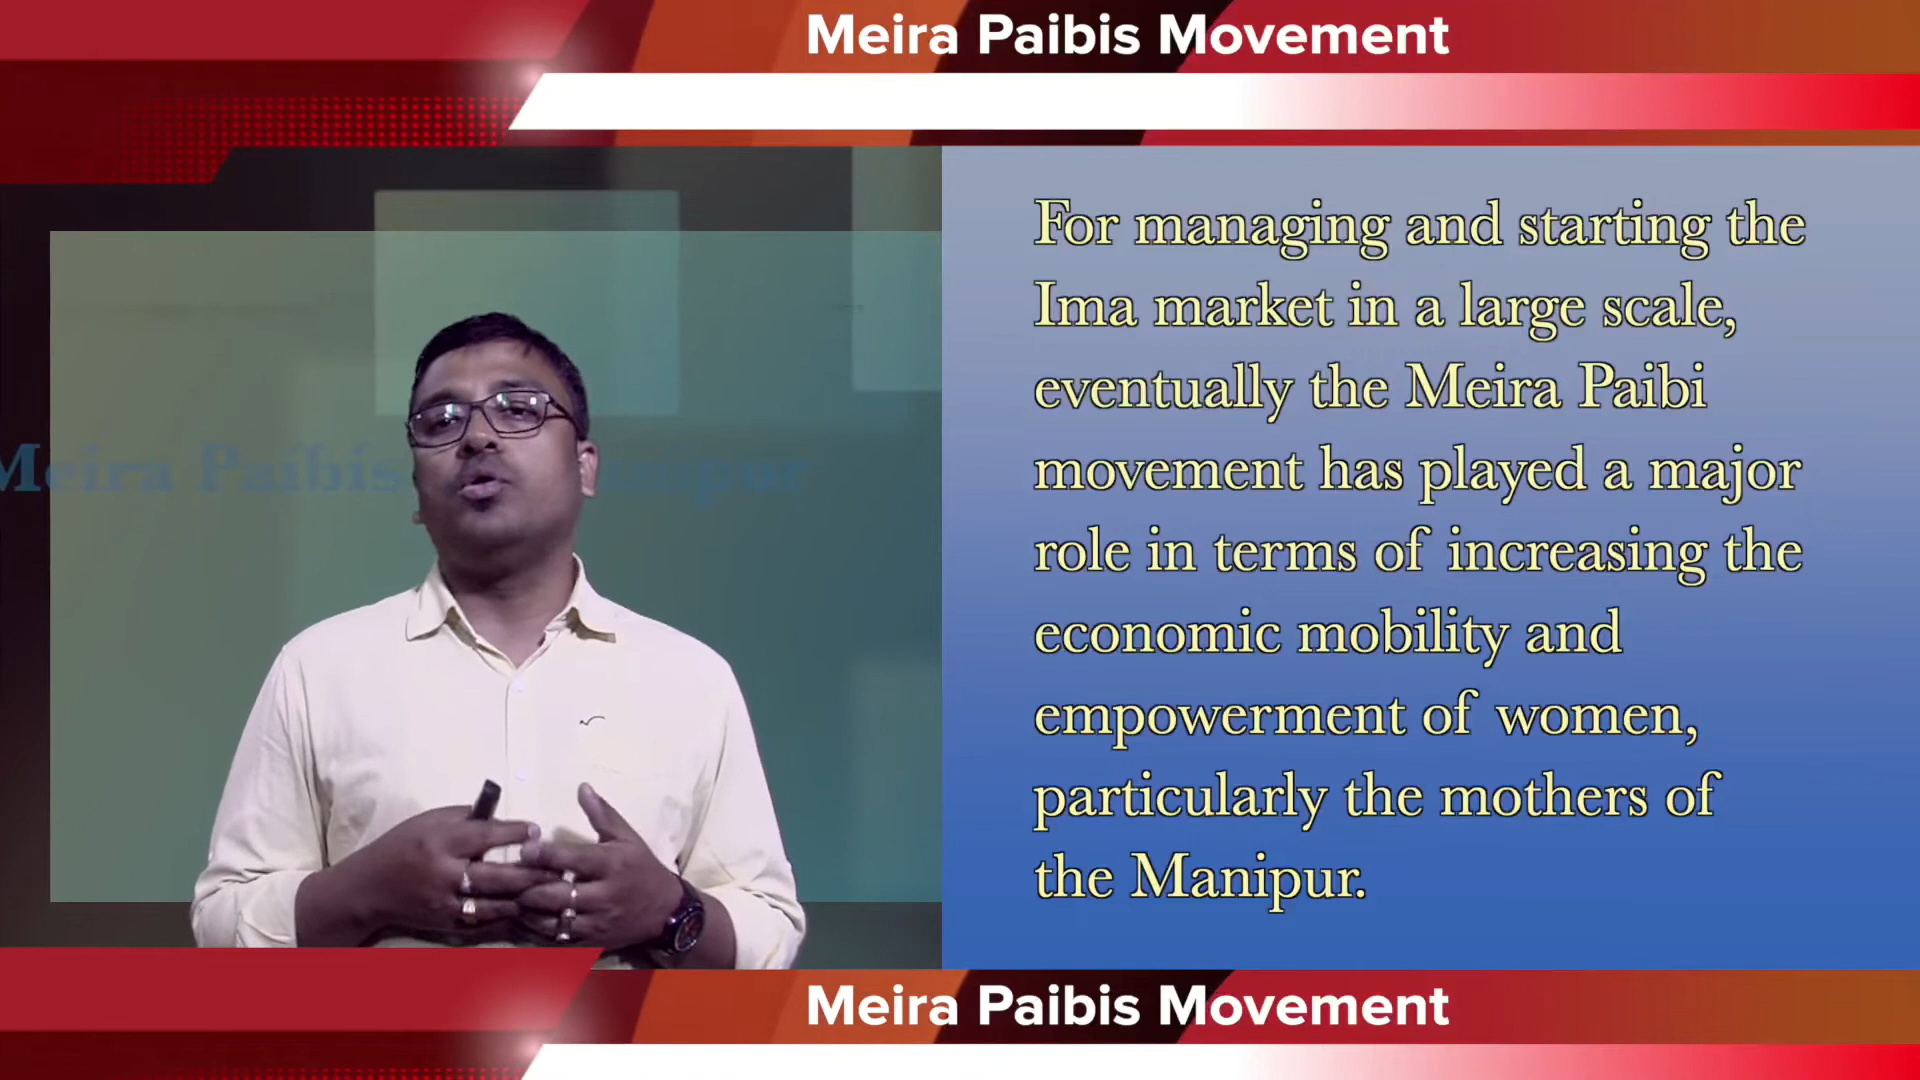 Meira Paibis Movement
Meira Paibis
For managing and starting the
Ima market in a large scale,
eventually the Meira Paibi
movement has played a major
role in terms of increasing the
economic mobility and
empowerment of women,
particularly the mothers of
the Manipur.
Meira Paibis Movement